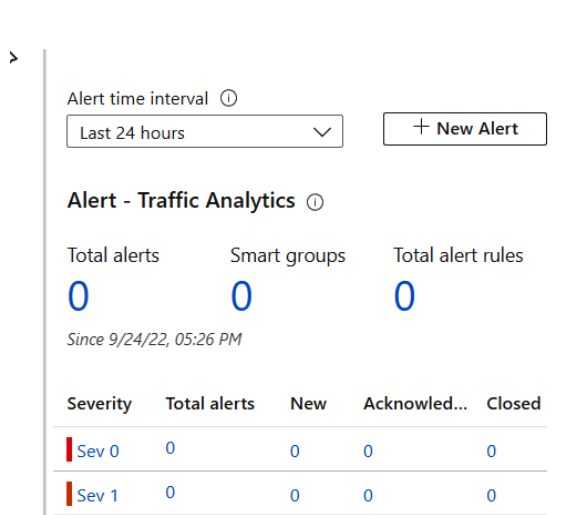 Alert time interval
Last 24 hours
+ New Alert
Alert - Traffic Analytics
Total alerts Smart groups Total alert rules
0 0 0
Since 9/24/22, 05:26 PM
Severity Total alerts New Acknowled... Closed
Sev 0 0 0 0 0
Sev 1 0 0 0 0